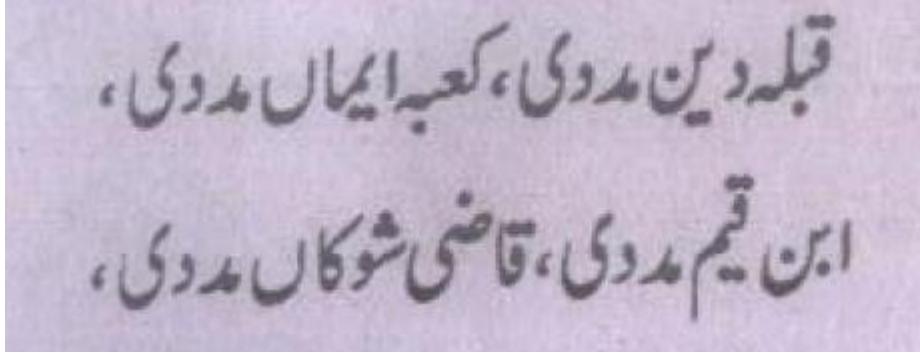 قبلہ دین مددی، کعبہ ایماں مددی،
ابن قیم مددی، قاضی شوکاں مددی،